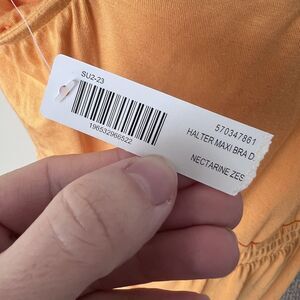 SU2-23
196532966522
570347861
HALTER MAXI BRA D
NECTARINE ZES